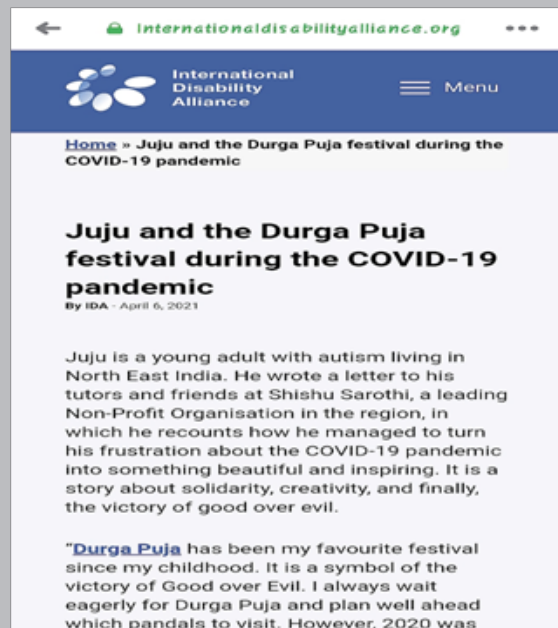 internationaldisabilityalliance.org
International
Disability
Alliance
Menu
Home » Juju and the Durga Puja festival during the
COVID-19 pandemic
Juju and the Durga Puja
festival during the COVID-19
pandemic
By IDA - April 6, 2021
Juju is a young adult with autism living in
North East India. He wrote a letter to his
tutors and friends at Shishu Sarothi, a leading
Non-Profit Organisation in the region, in
which he recounts how he managed to turn
his frustration about the COVID-19 pandemic
into something beautiful and inspiring. It is a
story about solidarity, creativity, and finally,
the victory of good over evil.
"Durga Puja has been my favourite festival
since my childhood. It is a symbol of the
victory of Good over Evil. I always wait
eagerly for Durga Puja and plan well ahead
which pandals to visit. However, 2020 was